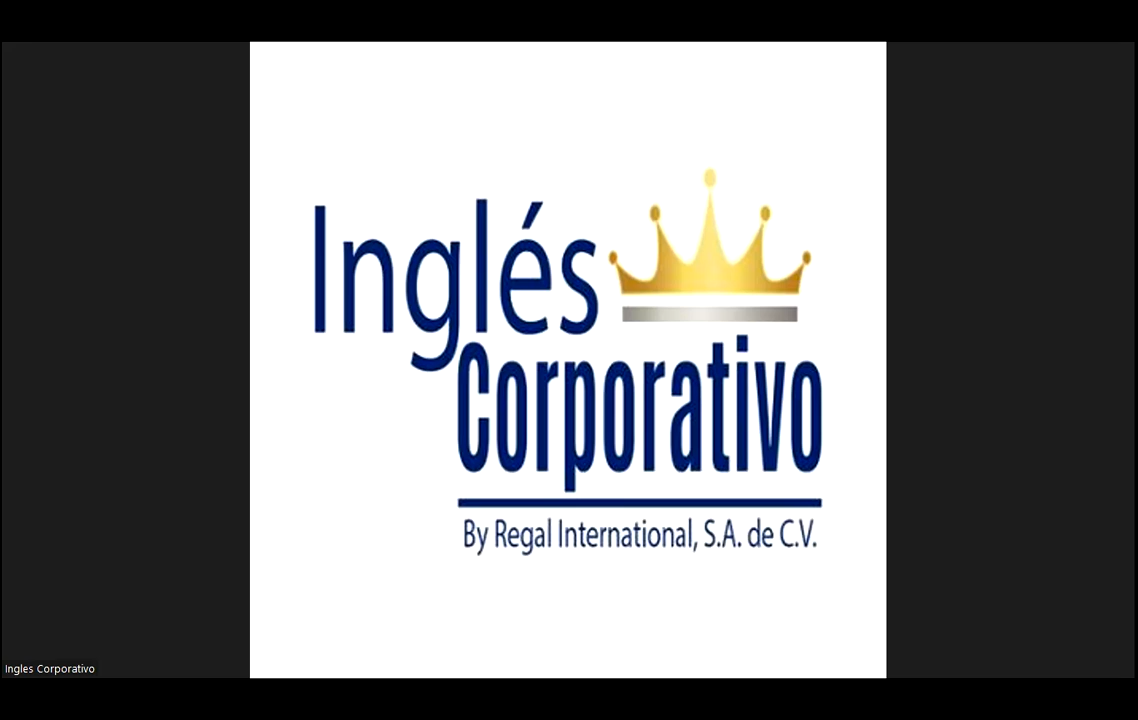 Inglés
Corporativo
By Regal International, S.A. de C.V.
Ingles Corporativo